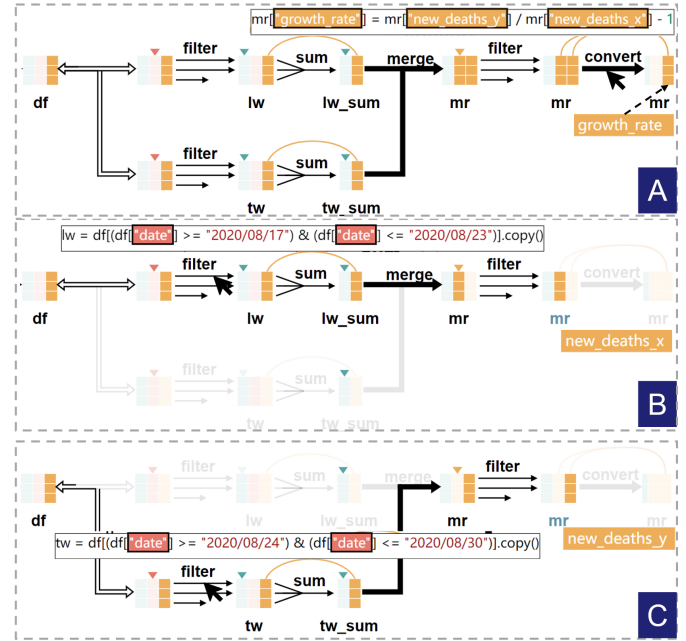 mr["growth_rate"] = mr["new_deaths_y"] / mr["new_deaths_x"] - 1
filter sum merge filter convert
df lw lw_sum mr mr mr
growth_rate
filter sum
tw tw_sum
A
lw = df[(df["date"] >= "2020/08/17") & (df["date"] <= "2020/08/23")].copy()
filter sum merge filter convert
df lw lw_sum mr mr mr
new_deaths_x
filter sum
tw tw_sum
B
filter sum merge filter convert
df lw lw_sum mr mr mr
new_deaths_y
tw = df[(df["date"] >= "2020/08/24") & (df["date"] <= "2020/08/30")].copy()
filter sum
tw tw_sum
C